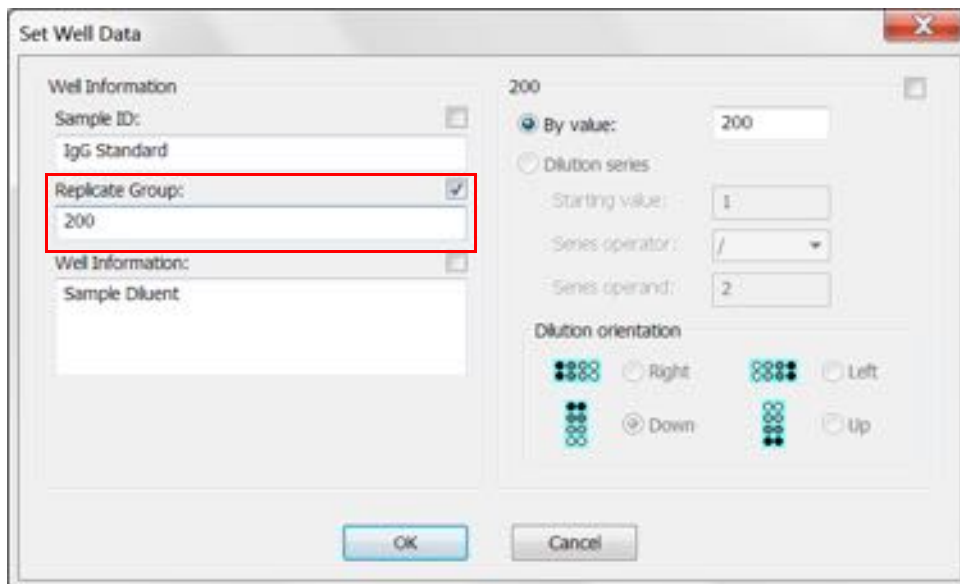 Set Well Data
Well Information
Sample ID:
IgG Standard
Replicate Group:
200
Well Information:
Sample Diluent
200
By value: 200
Dilution series
Starting value: 1
Series operator: /
Series operand: 2
Dilution orientation
Right Left
Down Up
OK Cancel